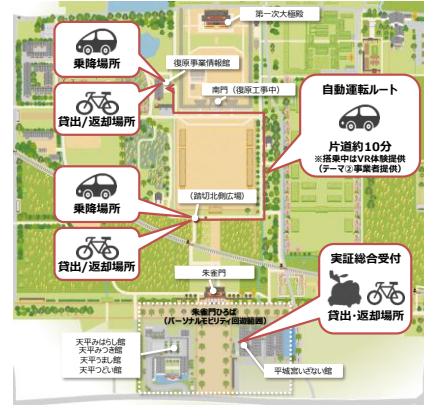 第一次大極殿
乗降場所
復原事業情報館
貸出/返却場所
南門（復原工事中）
自動運転ルート
片道約10分
※搭乗中はVR体験提供
（テーマ②事業者提供）
乗降場所
（踏切北側広場）
貸出/返却場所
朱雀門
実証総合受付
貸出・返却場所
朱雀門ひろば
（パーソナルモビリティ回遊範囲）
天平みはらし館
天平みつき館
天平うまし館
天平つどい館
平城宮いざない館